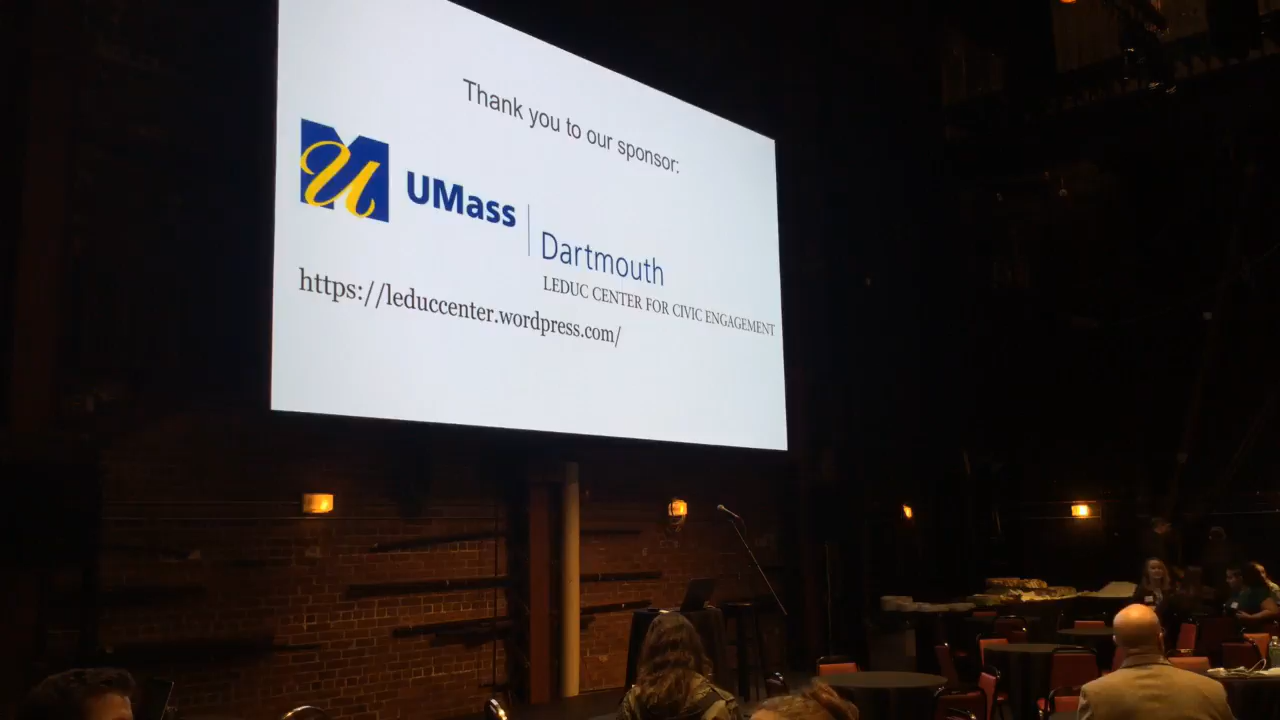 Thank you to our sponsor:
UMass
Dartmouth
LEDUC CENTER FOR CIVIC ENGAGEMENT
https://leduccenter.wordpress.com/